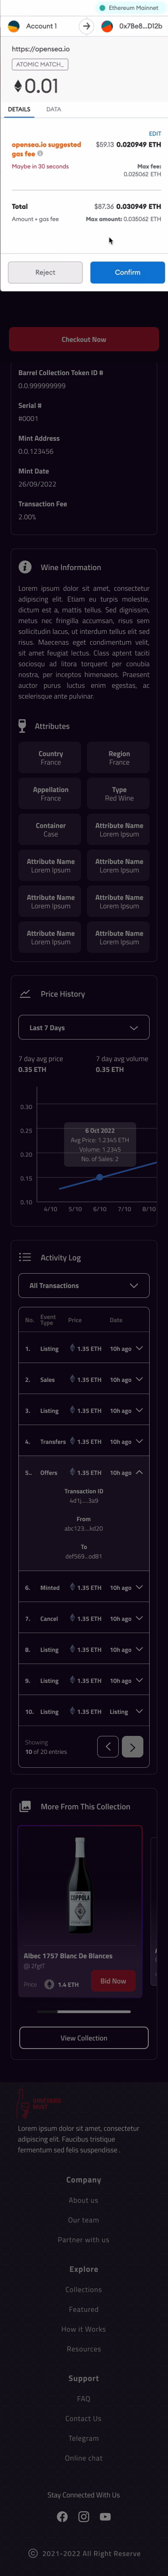 Ethereum Mainnet
Account 1
0x7Be8...D12b
https://opensea.io
ATOMIC MATCH_
0.01
DETAILS DATA
EDIT
opensea.io suggested $59.13 0.020949 ETH
gas fee
Maybe in 30 seconds Max fee:
0.025062 ETH
Total $87.36 0.030949 ETH
Amount + gas fee Max amount: 0.035062 ETH
Reject Confirm
Checkout Now
Barrel Collection Token ID #
0.0.999999999
Serial #
#0001
Mint Address
0.0.123456
Mint Date
26/09/2022
Transaction Fee
2.00%
Wine Information
Lorem ipsum dolor sit amet, consectetur
adipiscing elit. Etiam eu turpis molestie,
dictum est a, mattis tellus. Sed dignissim,
metus nec fringilla accumsan, risus sem
sollicitudin lacus, ut interdum tellus elit sed
risus. Maecenas eget condimentum velit,
sit amet feugiat lectus. Class aptent taciti
sociosqu ad litora torquent per conubia
nostra, per inceptos himenaeos. Praesent
auctor purus luctus enim egestas, ac
scelerisque ante pulvinar.
Attributes
Country Region
France France
Appellation Type
France Red Wine
Container Attribute Name
Case Lorem Ipsum
Attribute Name Attribute Name
Lorem Ipsum Lorem Ipsum
Attribute Name Attribute Name
Lorem Ipsum Lorem Ipsum
Attribute Name Attribute Name
Lorem Ipsum Lorem Ipsum
Price History
Last 7 Days
7 day avg price 7 day avg volume
0.35 ETH 0.35 ETH
0.30
0.25
0.20
0.15
0.10
6 Oct 2022
Avg Price: 1.2345 ETH
Volume: 1.2345
No. of Sales: 2
4/10 5/10 6/10 7/10 8/10
Activity Log
All Transactions
No. Event Type Price Date
1. Listing 1.35 ETH 10h ago
2. Sales 1.35 ETH 10h ago
3. Listing 1.35 ETH 10h ago
4. Transfers 1.35 ETH 10h ago
5.. Offers 1.35 ETH 10h ago
Transaction ID
4d1j....3a9
From
abc123....kd20
To
def569...od81
6. Minted 1.35 ETH 10h ago
7. Cancel 1.35 ETH 10h ago
8. Listing 1.35 ETH 10h ago
9. Listing 1.35 ETH 10h ago
10. Listing 1.35 ETH Listing
Showing
10 of 20 entries
More From This Collection
COPPOLA
Albec 1757 Blanc De Blances
@2fgtT
Price 1.4 ETH Bid Now
View Collection
Lorem ipsum dolor sit amet, consectetur
adipiscing elit. Faucibus tristique
fermentum sed felis suspendisse .
Company
About us
Our team
Partner with us
Explore
Collections
Featured
How it Works
Resources
Support
FAQ
Contact Us
Telegram
Online chat
Stay Connected With Us
© 2021-2022 All Right Reserve